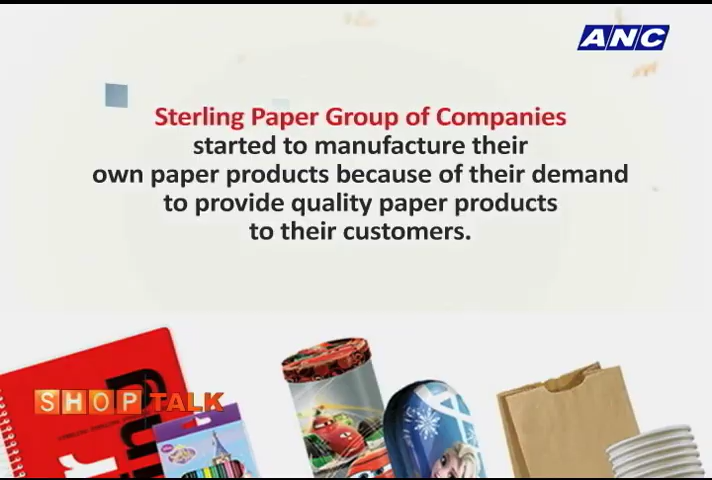 ANC
Sterling Paper Group of Companies
started to manufacture their
own paper products because of their demand
to provide quality paper products
to their customers.
SHOP TALK